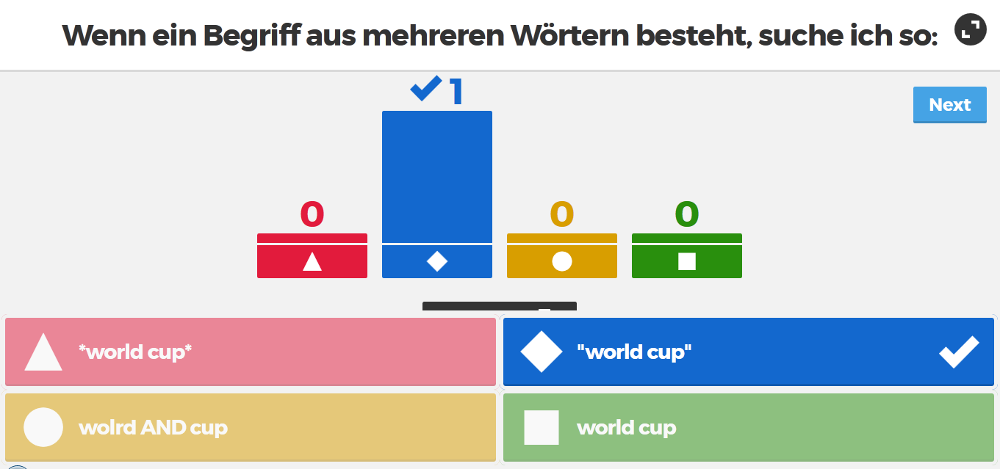 Wenn ein Begriff aus mehreren Wörtern besteht, suche ich so:
1
Next
0
0
0
*world cup*
"world cup"
wolrd AND cup
world cup